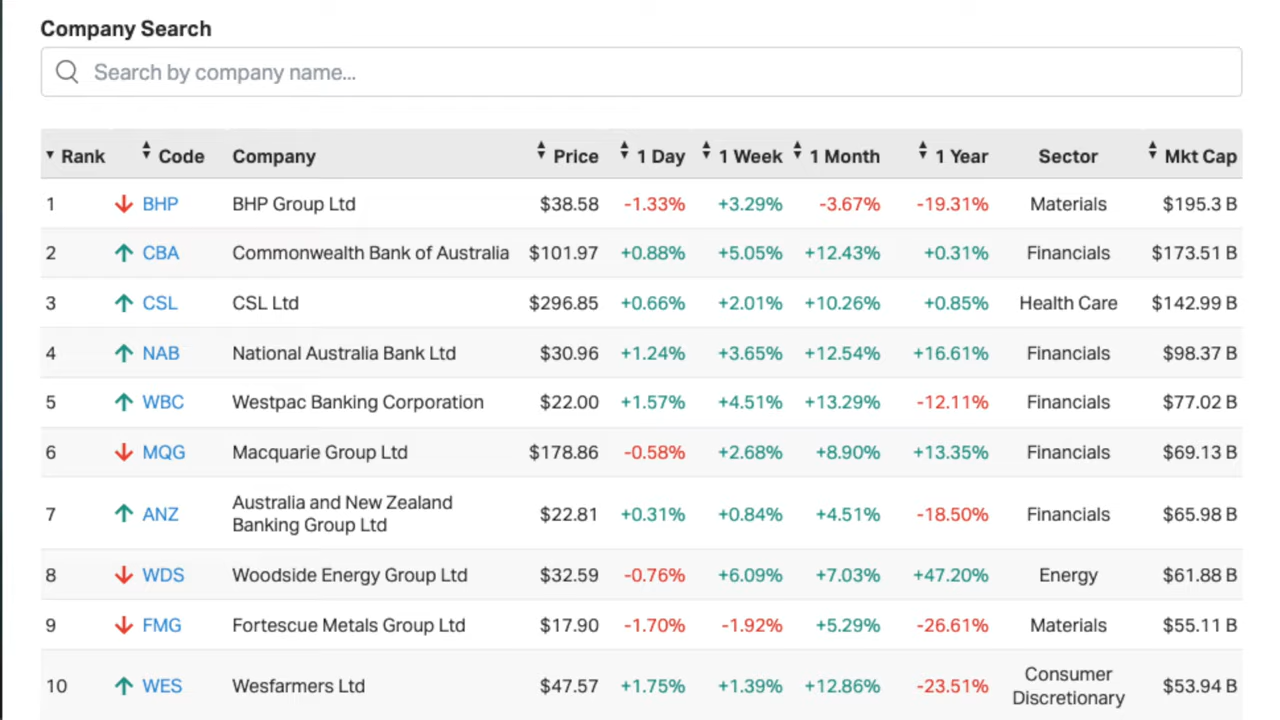 Company Search
Search by company name...
Rank Code Company Price 1 Day 1 Week 1 Month 1 Year Sector Mkt Cap
1 BHP BHP Group Ltd $38.58 -1.33% +3.29% -3.67% -19.31% Materials $195.3 B
2 CBA Commonwealth Bank of Australia $101.97 +0.88% +5.05% +12.43% +0.31% Financials $173.51 B
3 CSL CSL Ltd $296.85 +0.66% +2.01% +10.26% +0.85% Health Care $142.99 B
4 NAB National Australia Bank Ltd $30.96 +1.24% +3.65% +12.54% +16.61% Financials $98.37 B
5 WBC Westpac Banking Corporation $22.00 +1.57% +4.51% +13.29% -12.11% Financials $77.02 B
6 MQG Macquarie Group Ltd $178.86 -0.58% +2.68% +8.90% +13.35% Financials $69.13 B
Australia and New Zealand
7 ANZ $22.81 +0.31% +0.84% +4.51% -18.50% Financials $65.98 B
Banking Group Ltd
8 WDS Woodside Energy Group Ltd $32.59 -0.76% +6.09% +7.03% +47.20% Energy $61.88 B
9 FMG Fortescue Metals Group Ltd $17.90 -1.70% -1.92% +5.29% -26.61% Materials $55.11 B
Consumer
10 WES Wesfarmers Ltd $47.57 +1.75% +1.39% +12.86% -23.51% $53.94 B
Discretionary